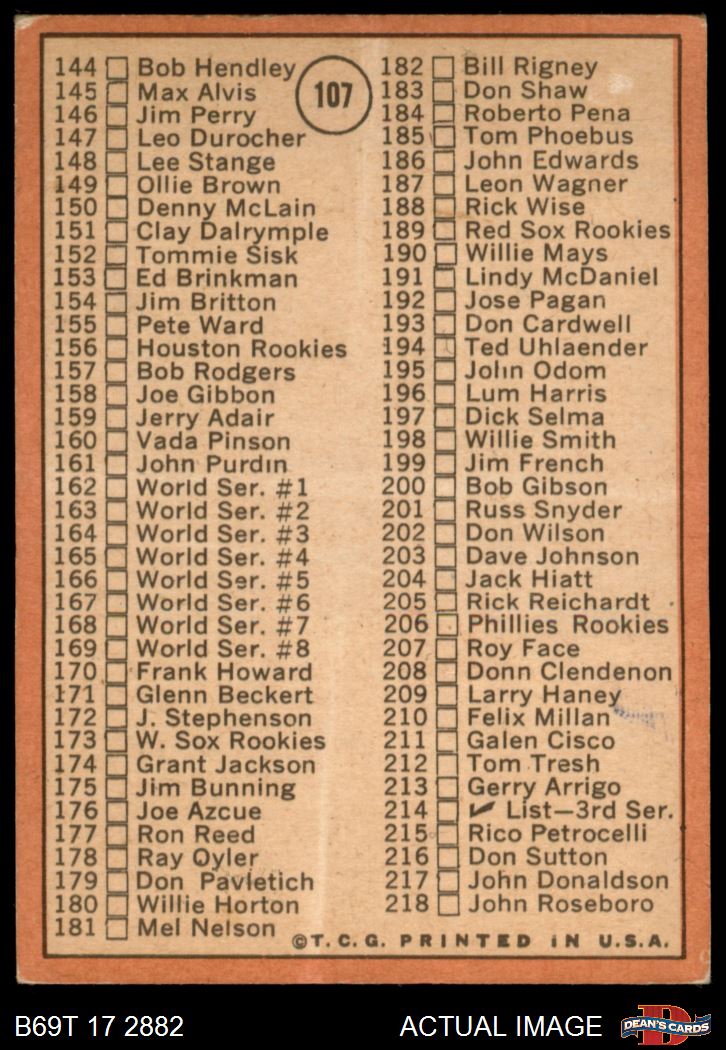 107
144 Bob Hendley
145 Max Alvis
146 Jim Perry
147 Leo Durocher
148 Lee Stange
149 Ollie Brown
150 Denny McLain
151 Clay Dalrymple
152 Tommie Sisk
153 Ed Brinkman
154 Jim Britton
155 Pete Ward
156 Houston Rookies
157 Bob Rodgers
158 Joe Gibbon
159 Jerry Adair
160 Vada Pinson
161 John Purdin
162 World Ser. #1
163 World Ser. #2
164 World Ser. #3
165 World Ser. #4
166 World Ser. #5
167 World Ser. #6
168 World Ser. #7
169 World Ser. #8
170 Frank Howard
171 Glenn Beckert
172 J. Stephenson
173 W. Sox Rookies
174 Grant Jackson
175 Jim Bunning
176 Joe Azcue
177 Ron Reed
178 Ray Oyler
179 Don Pavletich
180 Willie Horton
181 Mel Nelson
182 Bill Rigney
183 Don Shaw
184 Roberto Pena
185 Tom Phoebus
186 John Edwards
187 Leon Wagner
188 Rick Wise
189 Red Sox Rookies
190 Willie Mays
191 Lindy McDaniel
192 Jose Pagan
193 Don Cardwell
194 Ted Uhlaender
195 John Odom
196 Lum Harris
197 Dick Selma
198 Willie Smith
199 Jim French
200 Bob Gibson
201 Russ Snyder
202 Don Wilson
203 Dave Johnson
204 Jack Hiatt
205 Rick Reichardt
206 Phillies Rookies
207 Roy Face
208 Donn Clendenon
209 Larry Haney
210 Felix Millan
211 Galen Cisco
212 Tom Tresh
213 Gerry Arrigo
214 ✔ List—3rd Ser.
215 Rico Petrocelli
216 Don Sutton
217 John Donaldson
218 John Roseboro
©T.C.G. PRINTED IN U.S.A.
B69T 17 2882
ACTUAL IMAGE
D
DEAN'S CARDS